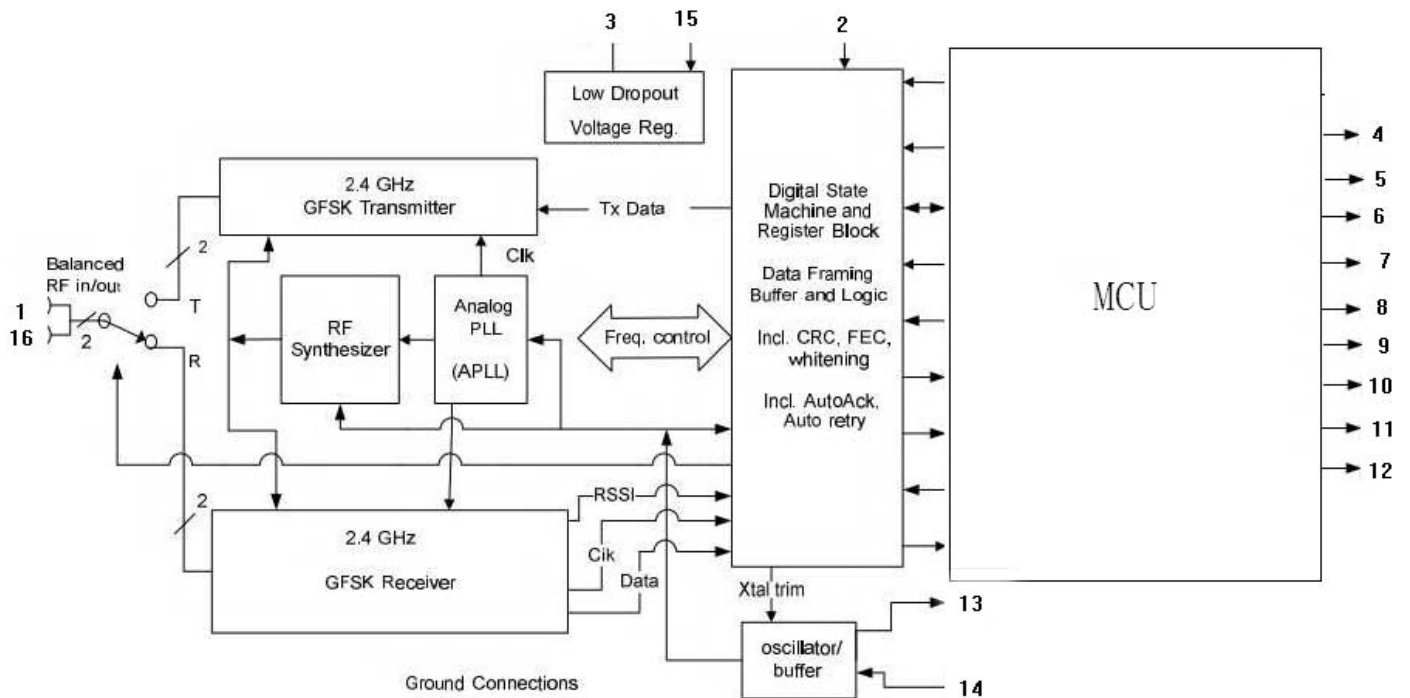 3
15
2
Low Dropout
Voltage Reg.
MCU
4
5
6
7
8
9
10
11
12
2.4 GHz
GFSK Transmitter
Tx Data
Digital State
Machine and
Register Block
Data Framing
Buffer and Logic
Incl. CRC, FEC,
whitening
Incl. AutoAck,
Auto retry
2
Clk
Balanced
RF in/out
1
16
2
T
R
RF
Synthesizer
Analog
PLL
(APLL)
Freq. control
2
2.4 GHz
GFSK Receiver
RSSI
Cik
Data
Xtal trim
oscillator/
buffer
13
14
Ground Connections